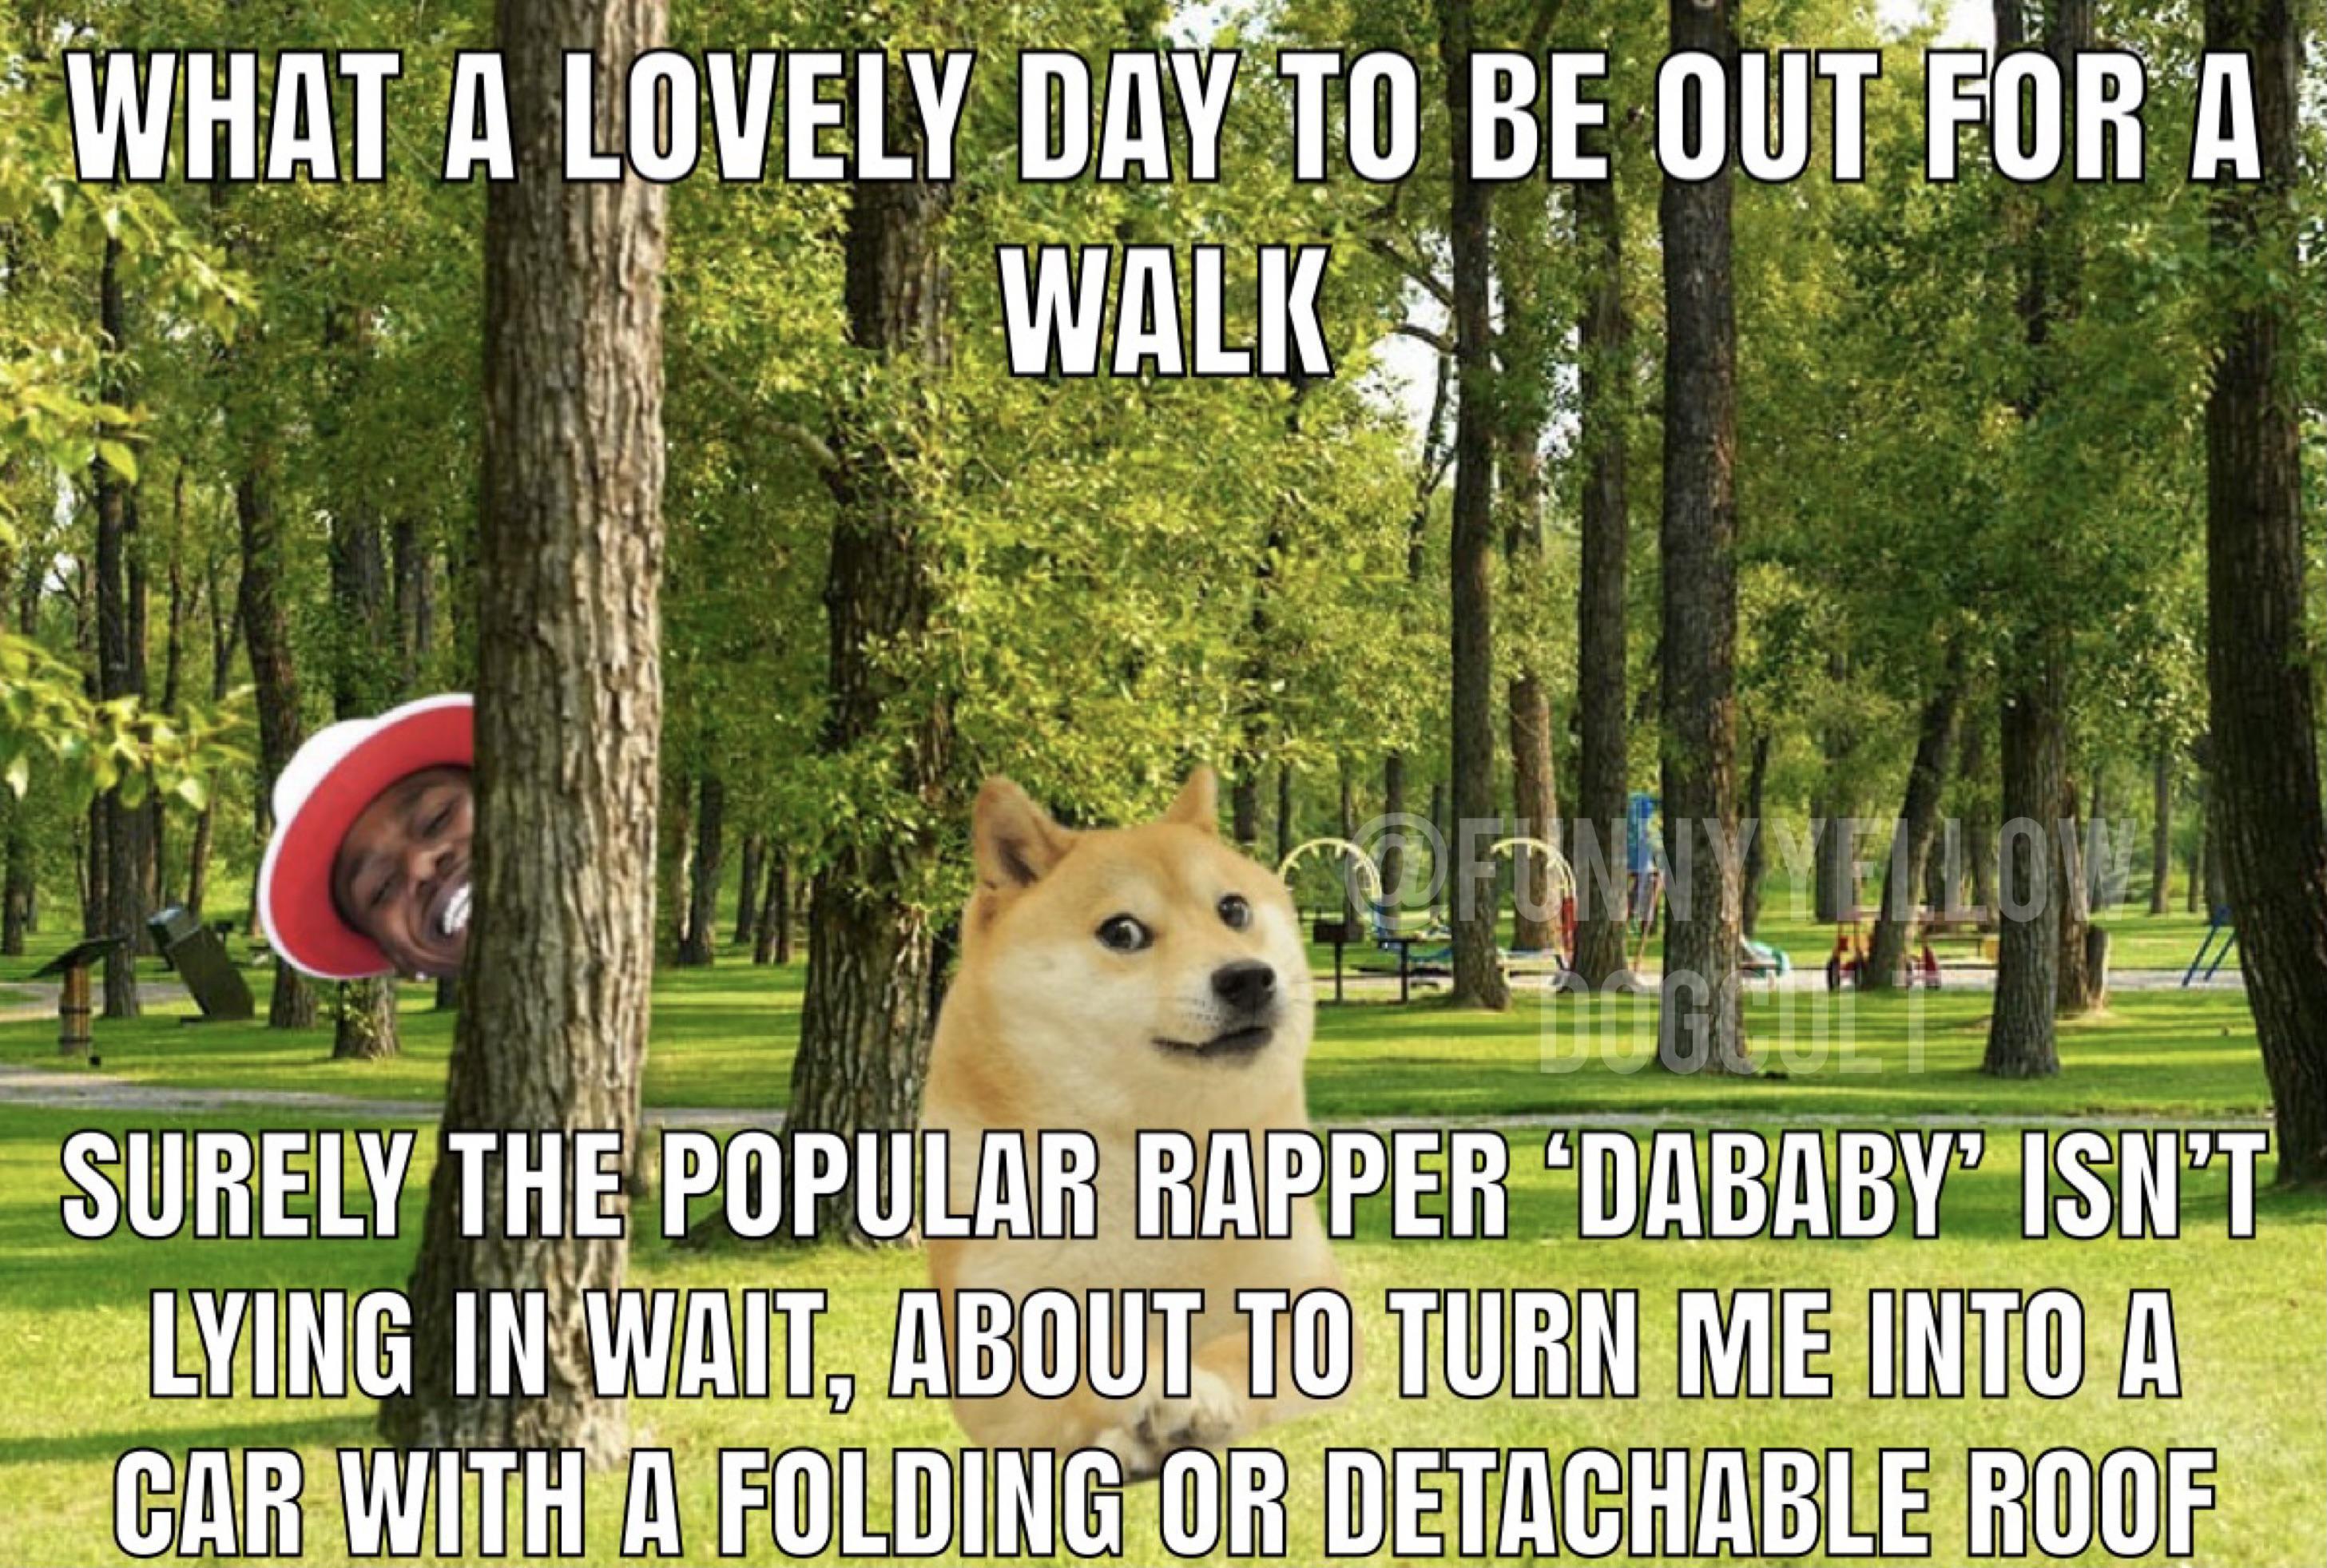 WHAT A LOVELY DAY TO BE OUT FOR A
WALK
@FUNNYYELLOW
DOGCULT
SURELY THE POPULAR RAPPER ‘DABABY’ ISN’T
LYING IN WAIT, ABOUT TO TURN ME INTO A
CAR WITH A FOLDING OR DETACHABLE ROOF